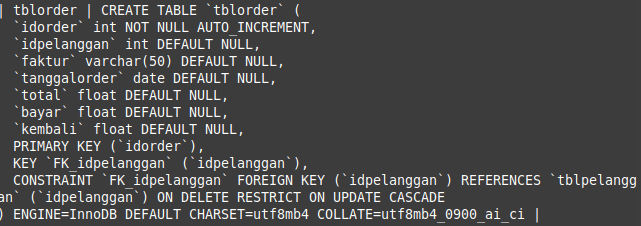 | tblorder | CREATE TABLE `tblorder` (
  `idorder` int NOT NULL AUTO_INCREMENT,
  `idpelanggan` int DEFAULT NULL,
  `faktur` varchar(50) DEFAULT NULL,
  `tanggalorder` date DEFAULT NULL,
  `total` float DEFAULT NULL,
  `bayar` float DEFAULT NULL,
  `kembali` float DEFAULT NULL,
  PRIMARY KEY (`idorder`),
  KEY `FK_idpelanggan` (`idpelanggan`),
  CONSTRAINT `FK_idpelanggan` FOREIGN KEY (`idpelanggan`) REFERENCES `tblpelangg
an` (`idpelanggan`) ON DELETE RESTRICT ON UPDATE CASCADE
) ENGINE=InnoDB DEFAULT CHARSET=utf8mb4 COLLATE=utf8mb4_0900_ai_ci |